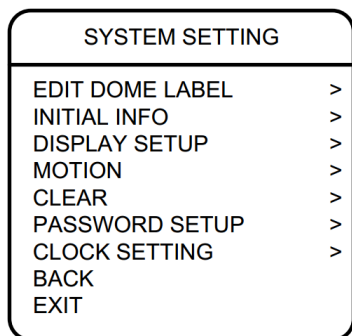 SYSTEM SETTING
EDIT DOME LABEL >
INITIAL INFO >
DISPLAY SETUP >
MOTION >
CLEAR >
PASSWORD SETUP >
CLOCK SETTING >
BACK
EXIT